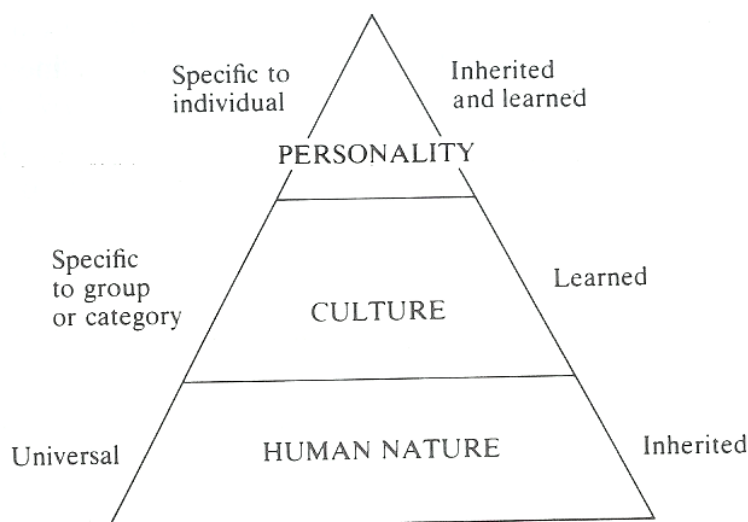 Specific to
individual
Inherited
and learned
PERSONALITY
Specific
to group
or category
CULTURE
Learned
Universal
HUMAN NATURE
Inherited